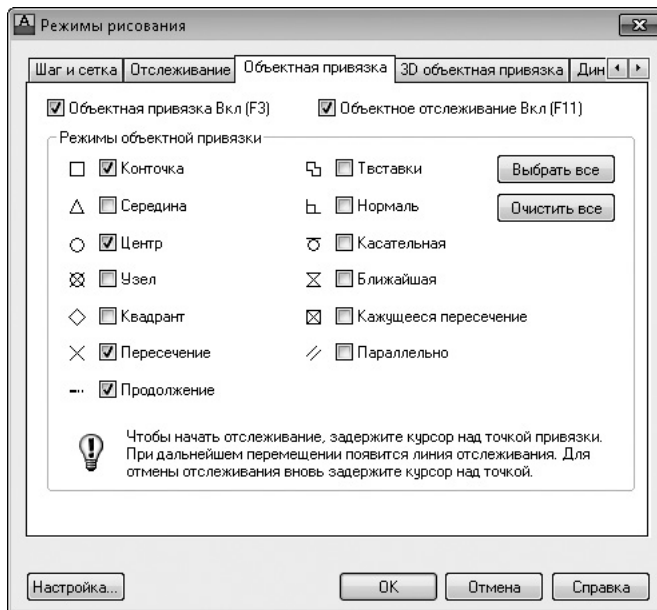 Режимы рисования
Шаг и сетка Отслеживание Объектная привязка 3D объектная привязка Дин
Объектная привязка Вкл (F3) Объектное отслеживание Вкл (F11)
Режимы объектной привязки
Конточка Твставки Выбрать все
Середина Нормаль Очистить все
Центр Касательная
Узел Ближайшая
Квадрант Кажущееся пересечение
Пересечение Параллельно
Продолжение
Чтобы начать отслеживание, задержите курсор над точкой привязки.
При дальнейшем перемещении появится линия отслеживания. Для
отмены отслеживания вновь задержите курсор над точкой.
Настройка... OK Отмена Справка